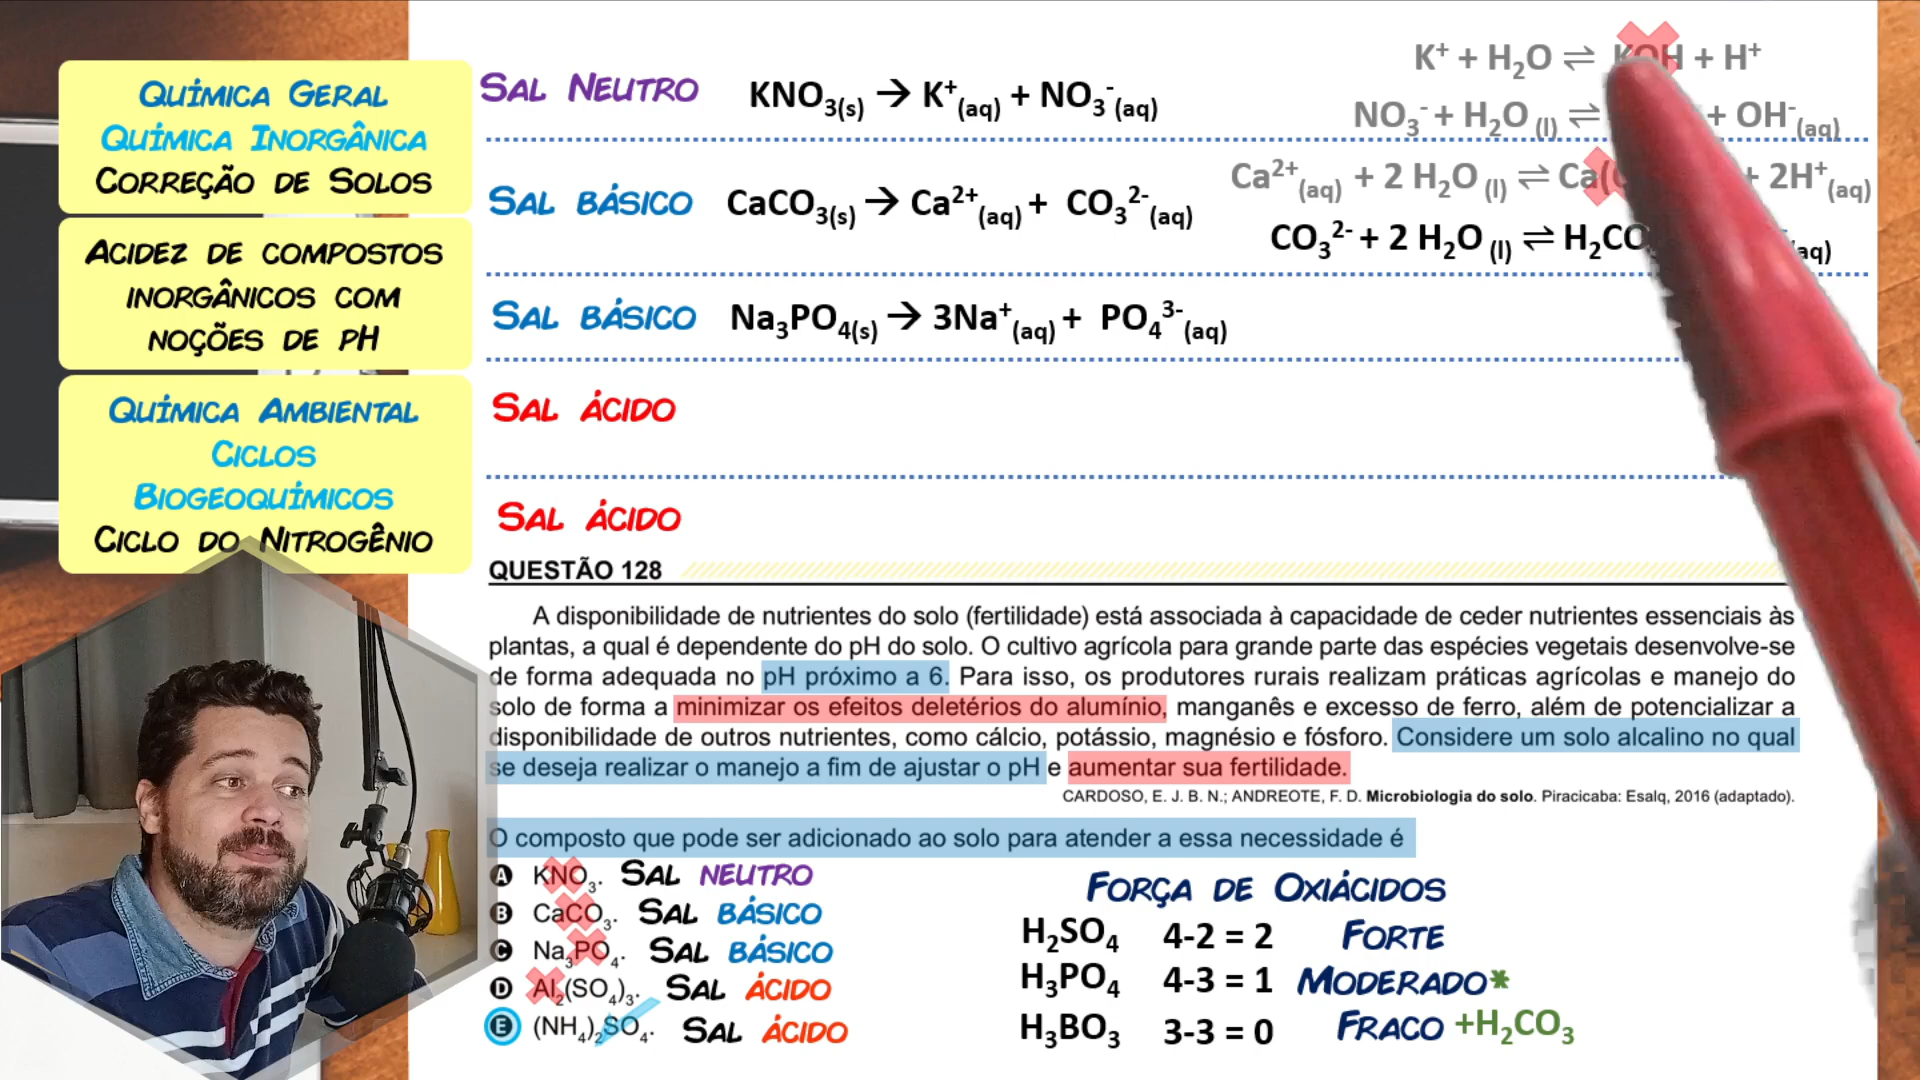 Química Geral
Química Inorgânica
Correção de Solos
Acidez de compostos
inorgânicos com
noções de pH
Química Ambiental
Ciclos
Biogeoquímicos
Ciclo do Nitrogênio
Sal Neutro KNO3(s) → K+(aq) + NO3-(aq)
K+ + H2O ⇌ KOH + H+
NO3- + H2O (l) ⇌ + OH-(aq)
Sal básico CaCO3(s) → Ca2+(aq) + CO32-(aq)
Ca2+(aq) + 2 H2O (l) ⇌ Ca( + 2H+(aq)
CO32- + 2 H2O (l) ⇌ H2CO (aq)
Sal básico Na3PO4(s) → 3Na+(aq) + PO43-(aq)
Sal ácido
Sal ácido
QUESTÃO 128
A disponibilidade de nutrientes do solo (fertilidade) está associada à capacidade de ceder nutrientes essenciais às
plantas, a qual é dependente do pH do solo. O cultivo agrícola para grande parte das espécies vegetais desenvolve-se
de forma adequada no pH próximo a 6. Para isso, os produtores rurais realizam práticas agrícolas e manejo do
solo de forma a minimizar os efeitos deletérios do alumínio, manganês e excesso de ferro, além de potencializar a
disponibilidade de outros nutrientes, como cálcio, potássio, magnésio e fósforo. Considere um solo alcalino no qual
se deseja realizar o manejo a fim de ajustar o pH e aumentar sua fertilidade.
CARDOSO, E. J. B. N.; ANDREOTE, F. D. Microbiologia do solo. Piracicaba: Esalq, 2016 (adaptado).
O composto que pode ser adicionado ao solo para atender a essa necessidade é
A KNO3. Sal neutro
B CaCO3. Sal básico
C Na3PO4. Sal básico
D Al2(SO4)3. Sal ácido
E (NH4)2SO4. Sal ácido
Força de Oxiácidos
H2SO4 4-2 = 2 Forte
H3PO4 4-3 = 1 Moderado*
H3BO3 3-3 = 0 Fraco +H2CO3